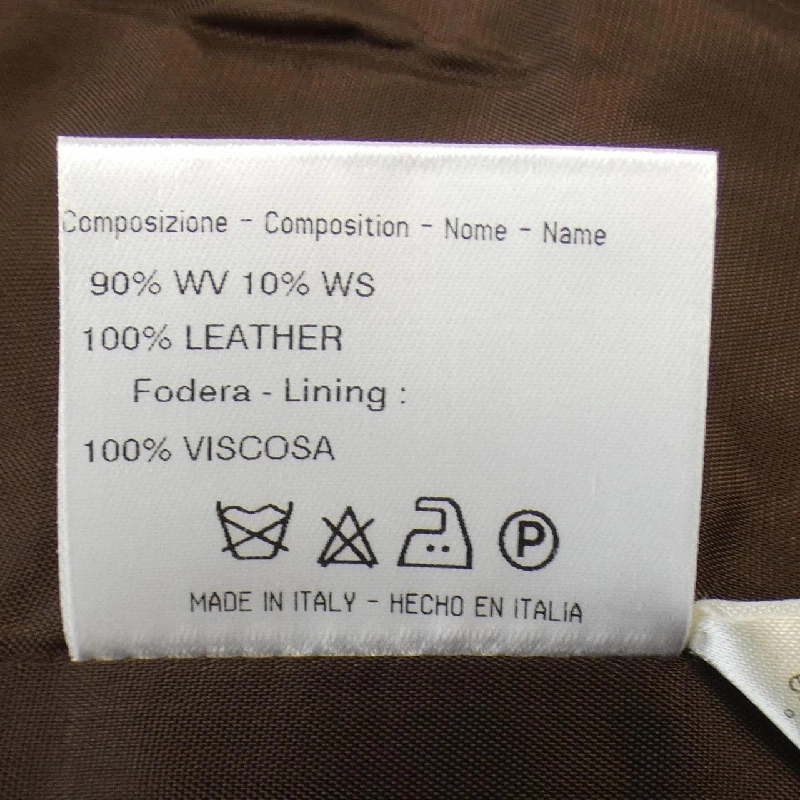 Composizione - Composition - Nome - Name
90% WV 10% WS
100% LEATHER
Fodera - Lining :
100% VISCOSA
P
MADE IN ITALY - HECHO EN ITALIA